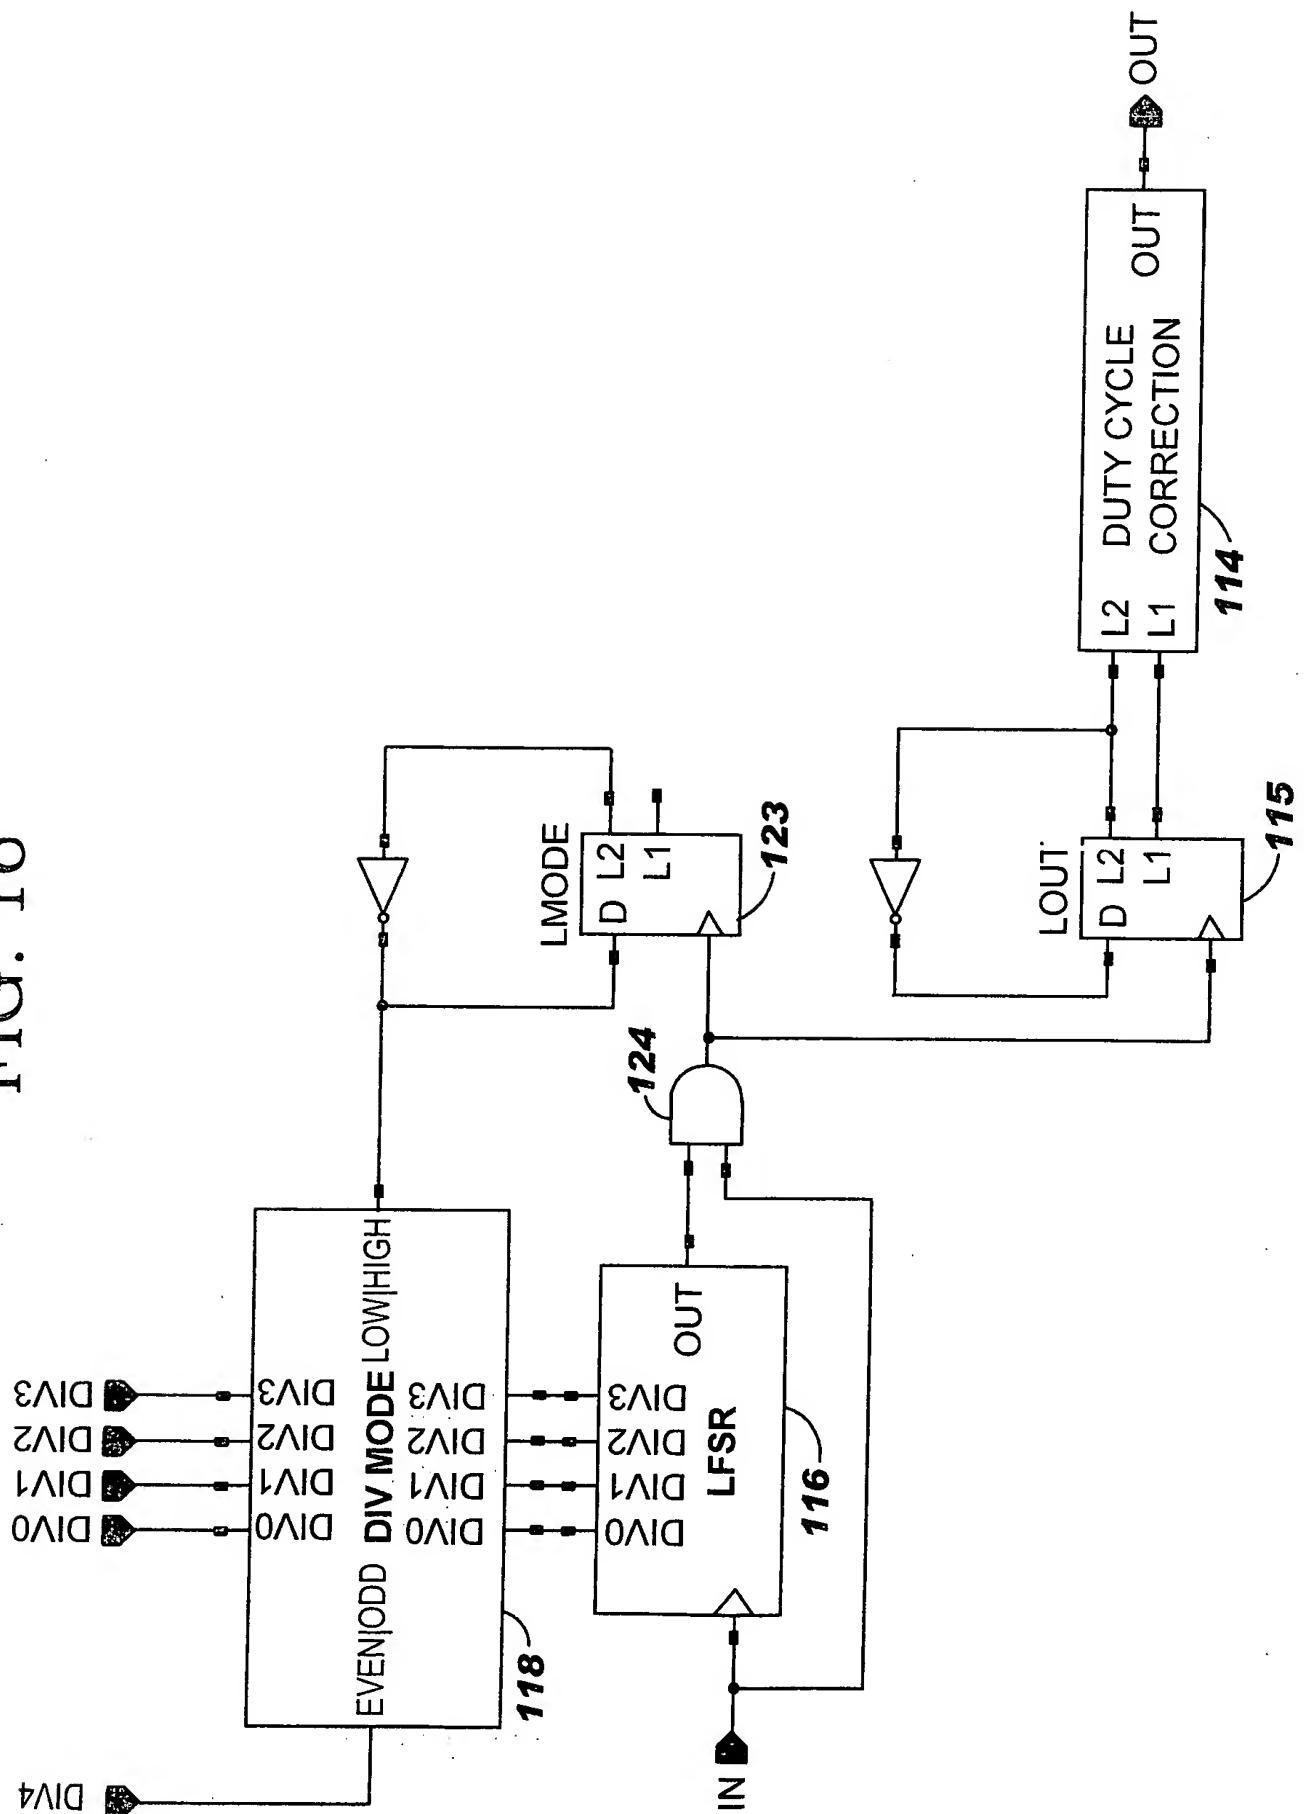 FIG. 18
DIV4
DIV0
DIV1
DIV2
DIV3
DIV0
DIV1
DIV2
DIV3
EVEN|ODD
DIV MODE
LOW|HIGH
DIV0
DIV1
DIV2
DIV3
118
DIV0
DIV1
DIV2
DIV3
LFSR
OUT
116
IN
124
LMODE
D
L2
L1
123
LOUT
D
L2
L1
115
L2
L1
DUTY CYCLE
CORRECTION
OUT
114
OUT